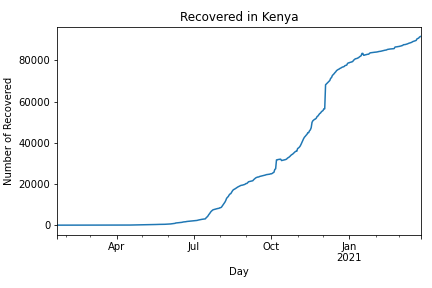 Recovered in Kenya
Number of Recovered
80000
60000
40000
20000
0
Apr Jul Oct Jan
2021
Day